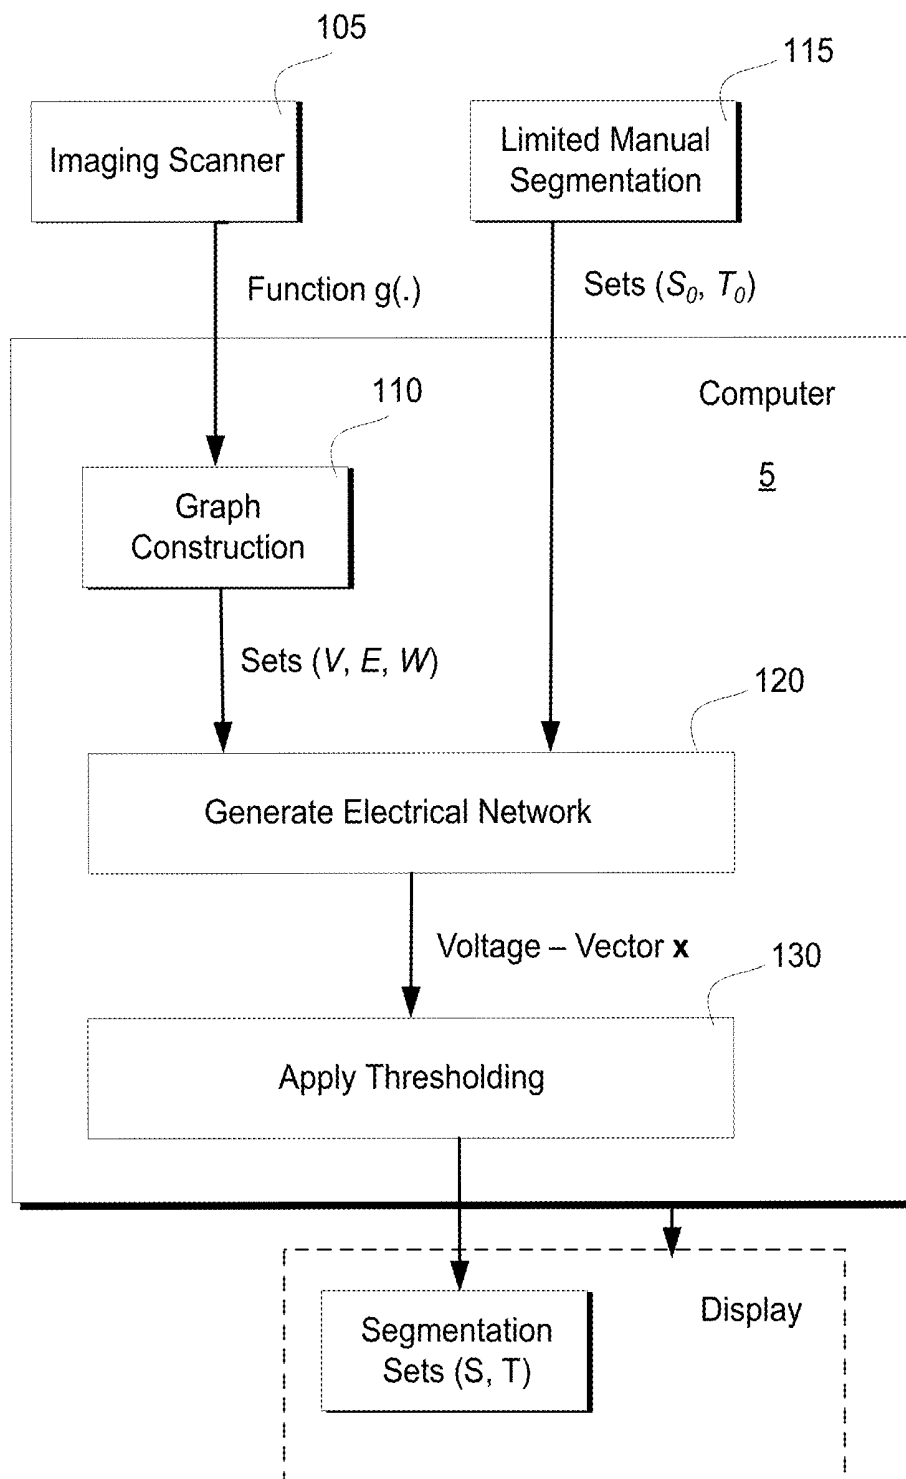 105
115
Imaging Scanner
Limited Manual
Segmentation
Function g(.)
Sets (S0, T0)
110
Computer
5
Graph
Construction
Sets (V, E, W)
120
Generate Electrical Network
Voltage – Vector x
130
Apply Thresholding
Display
Segmentation
Sets (S, T)